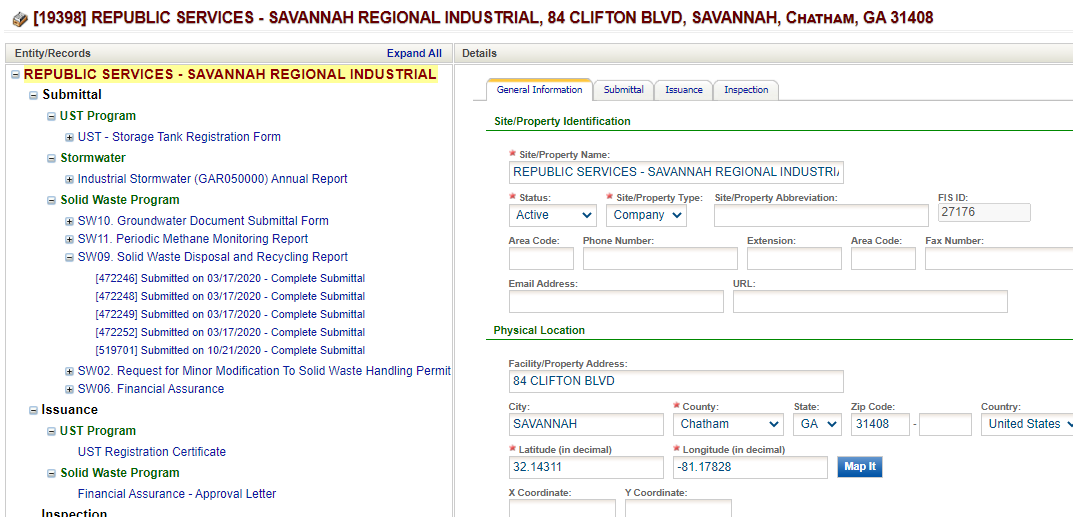 [19398] REPUBLIC SERVICES - SAVANNAH REGIONAL INDUSTRIAL, 84 CLIFTON BLVD, SAVANNAH, CHATHAM, GA 31408
Entity/Records
Expand All
REPUBLIC SERVICES - SAVANNAH REGIONAL INDUSTRIAL
Submittal
UST Program
UST - Storage Tank Registration Form
Stormwater
Industrial Stormwater (GAR050000) Annual Report
Solid Waste Program
SW10. Groundwater Document Submittal Form
SW11. Periodic Methane Monitoring Report
SW09. Solid Waste Disposal and Recycling Report
[472246] Submitted on 03/17/2020 - Complete Submittal
[472248] Submitted on 03/17/2020 - Complete Submittal
[472249] Submitted on 03/17/2020 - Complete Submittal
[472252] Submitted on 03/17/2020 - Complete Submittal
[519701] Submitted on 10/21/2020 - Complete Submittal
SW02. Request for Minor Modification To Solid Waste Handling Permit
SW06. Financial Assurance
Issuance
UST Program
UST Registration Certificate
Solid Waste Program
Financial Assurance - Approval Letter
Inspection
Details
General Information Submittal Issuance Inspection
Site/Property Identification
* Site/Property Name:
REPUBLIC SERVICES - SAVANNAH REGIONAL INDUSTRI
* Status: * Site/Property Type: Site/Property Abbreviation: FIS ID:
Active Company 27176
Area Code: Phone Number: Extension: Area Code: Fax Number:
Email Address: URL:
Physical Location
Facility/Property Address:
84 CLIFTON BLVD
City: * County: State: Zip Code: Country:
SAVANNAH Chatham GA 31408 - United States
* Latitude (in decimal) * Longitude (in decimal)
32.14311 -81.17828 Map It
X Coordinate: Y Coordinate: